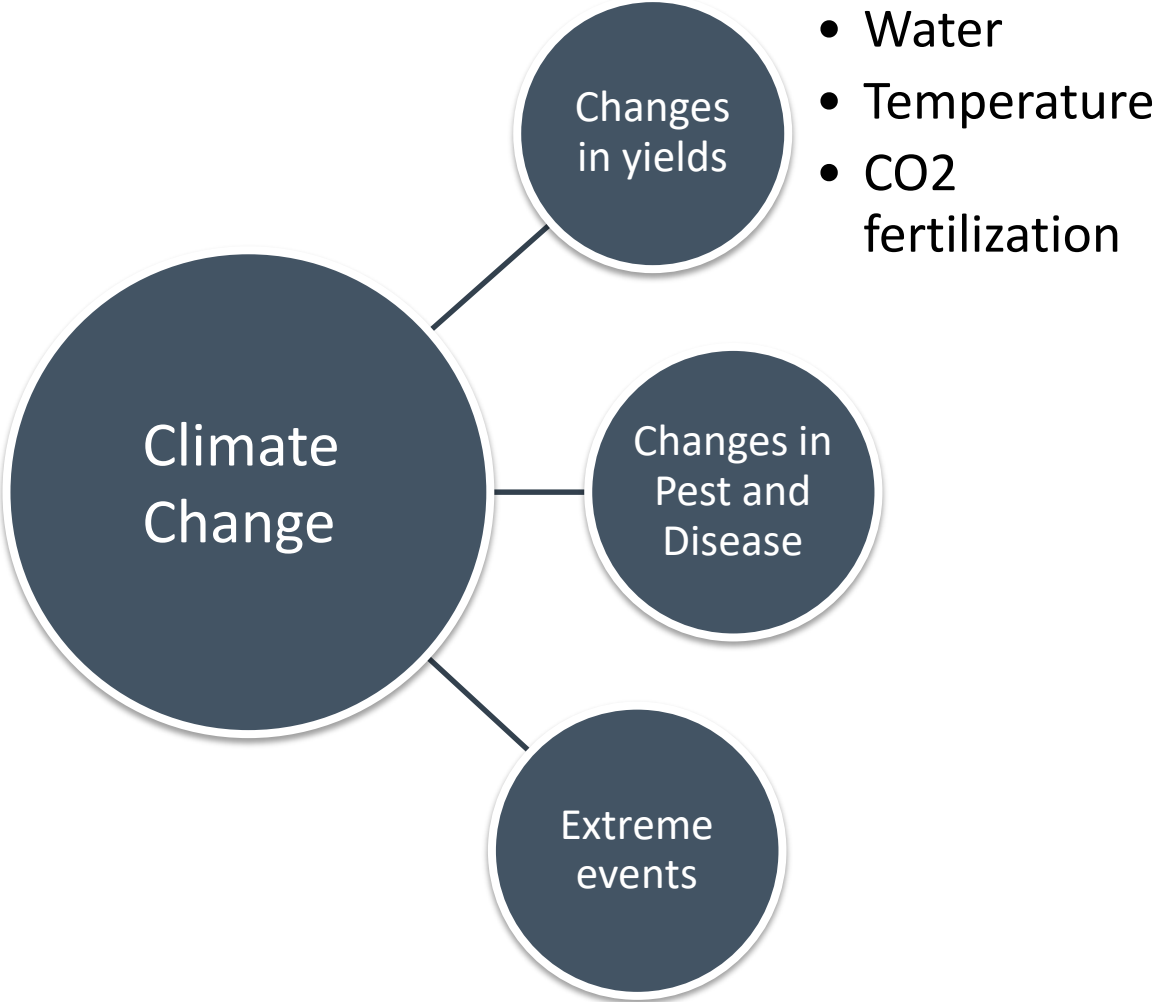 Climate
Change
Changes
in yields
• Water
• Temperature
• CO2
fertilization
Changes in
Pest and
Disease
Extreme
events